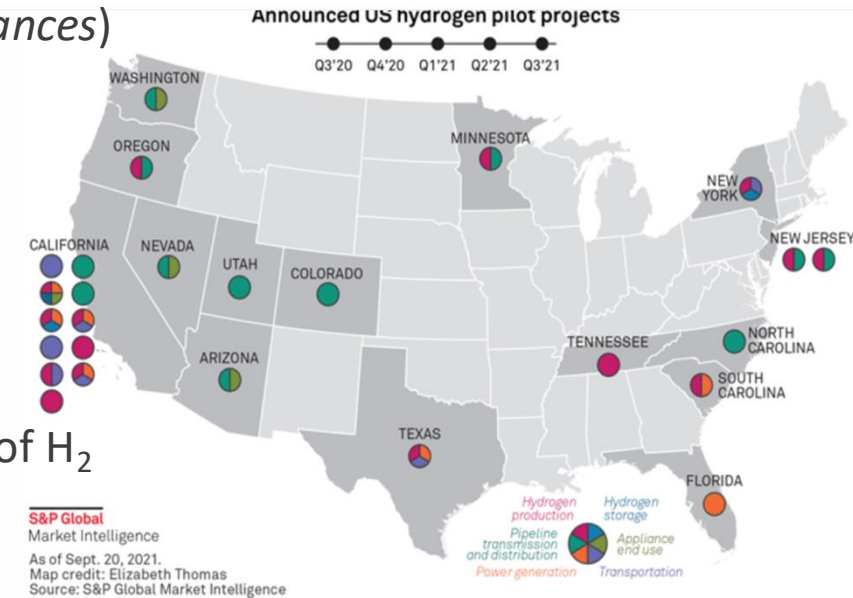 ances)
Announced US hydrogen pilot projects
Q3'20 Q4'20 Q1'21 Q2'21 Q3'21
WASHINGTON
OREGON
MINNESOTA
NEW
YORK
CALIFORNIA
NEVADA
UTAH
COLORADO
NEW JERSEY
ARIZONA
TENNESSEE
NORTH
CAROLINA
SOUTH
CAROLINA
TEXAS
of H₂
FLORIDA
Hydrogen
production
Hydrogen
storage
Pipeline
transmission
and distribution
Appliance
end use
Power generation
Transportation
S&P Global
Market Intelligence
As of Sept. 20, 2021.
Map credit: Elizabeth Thomas
Source: S&P Global Market Intelligence